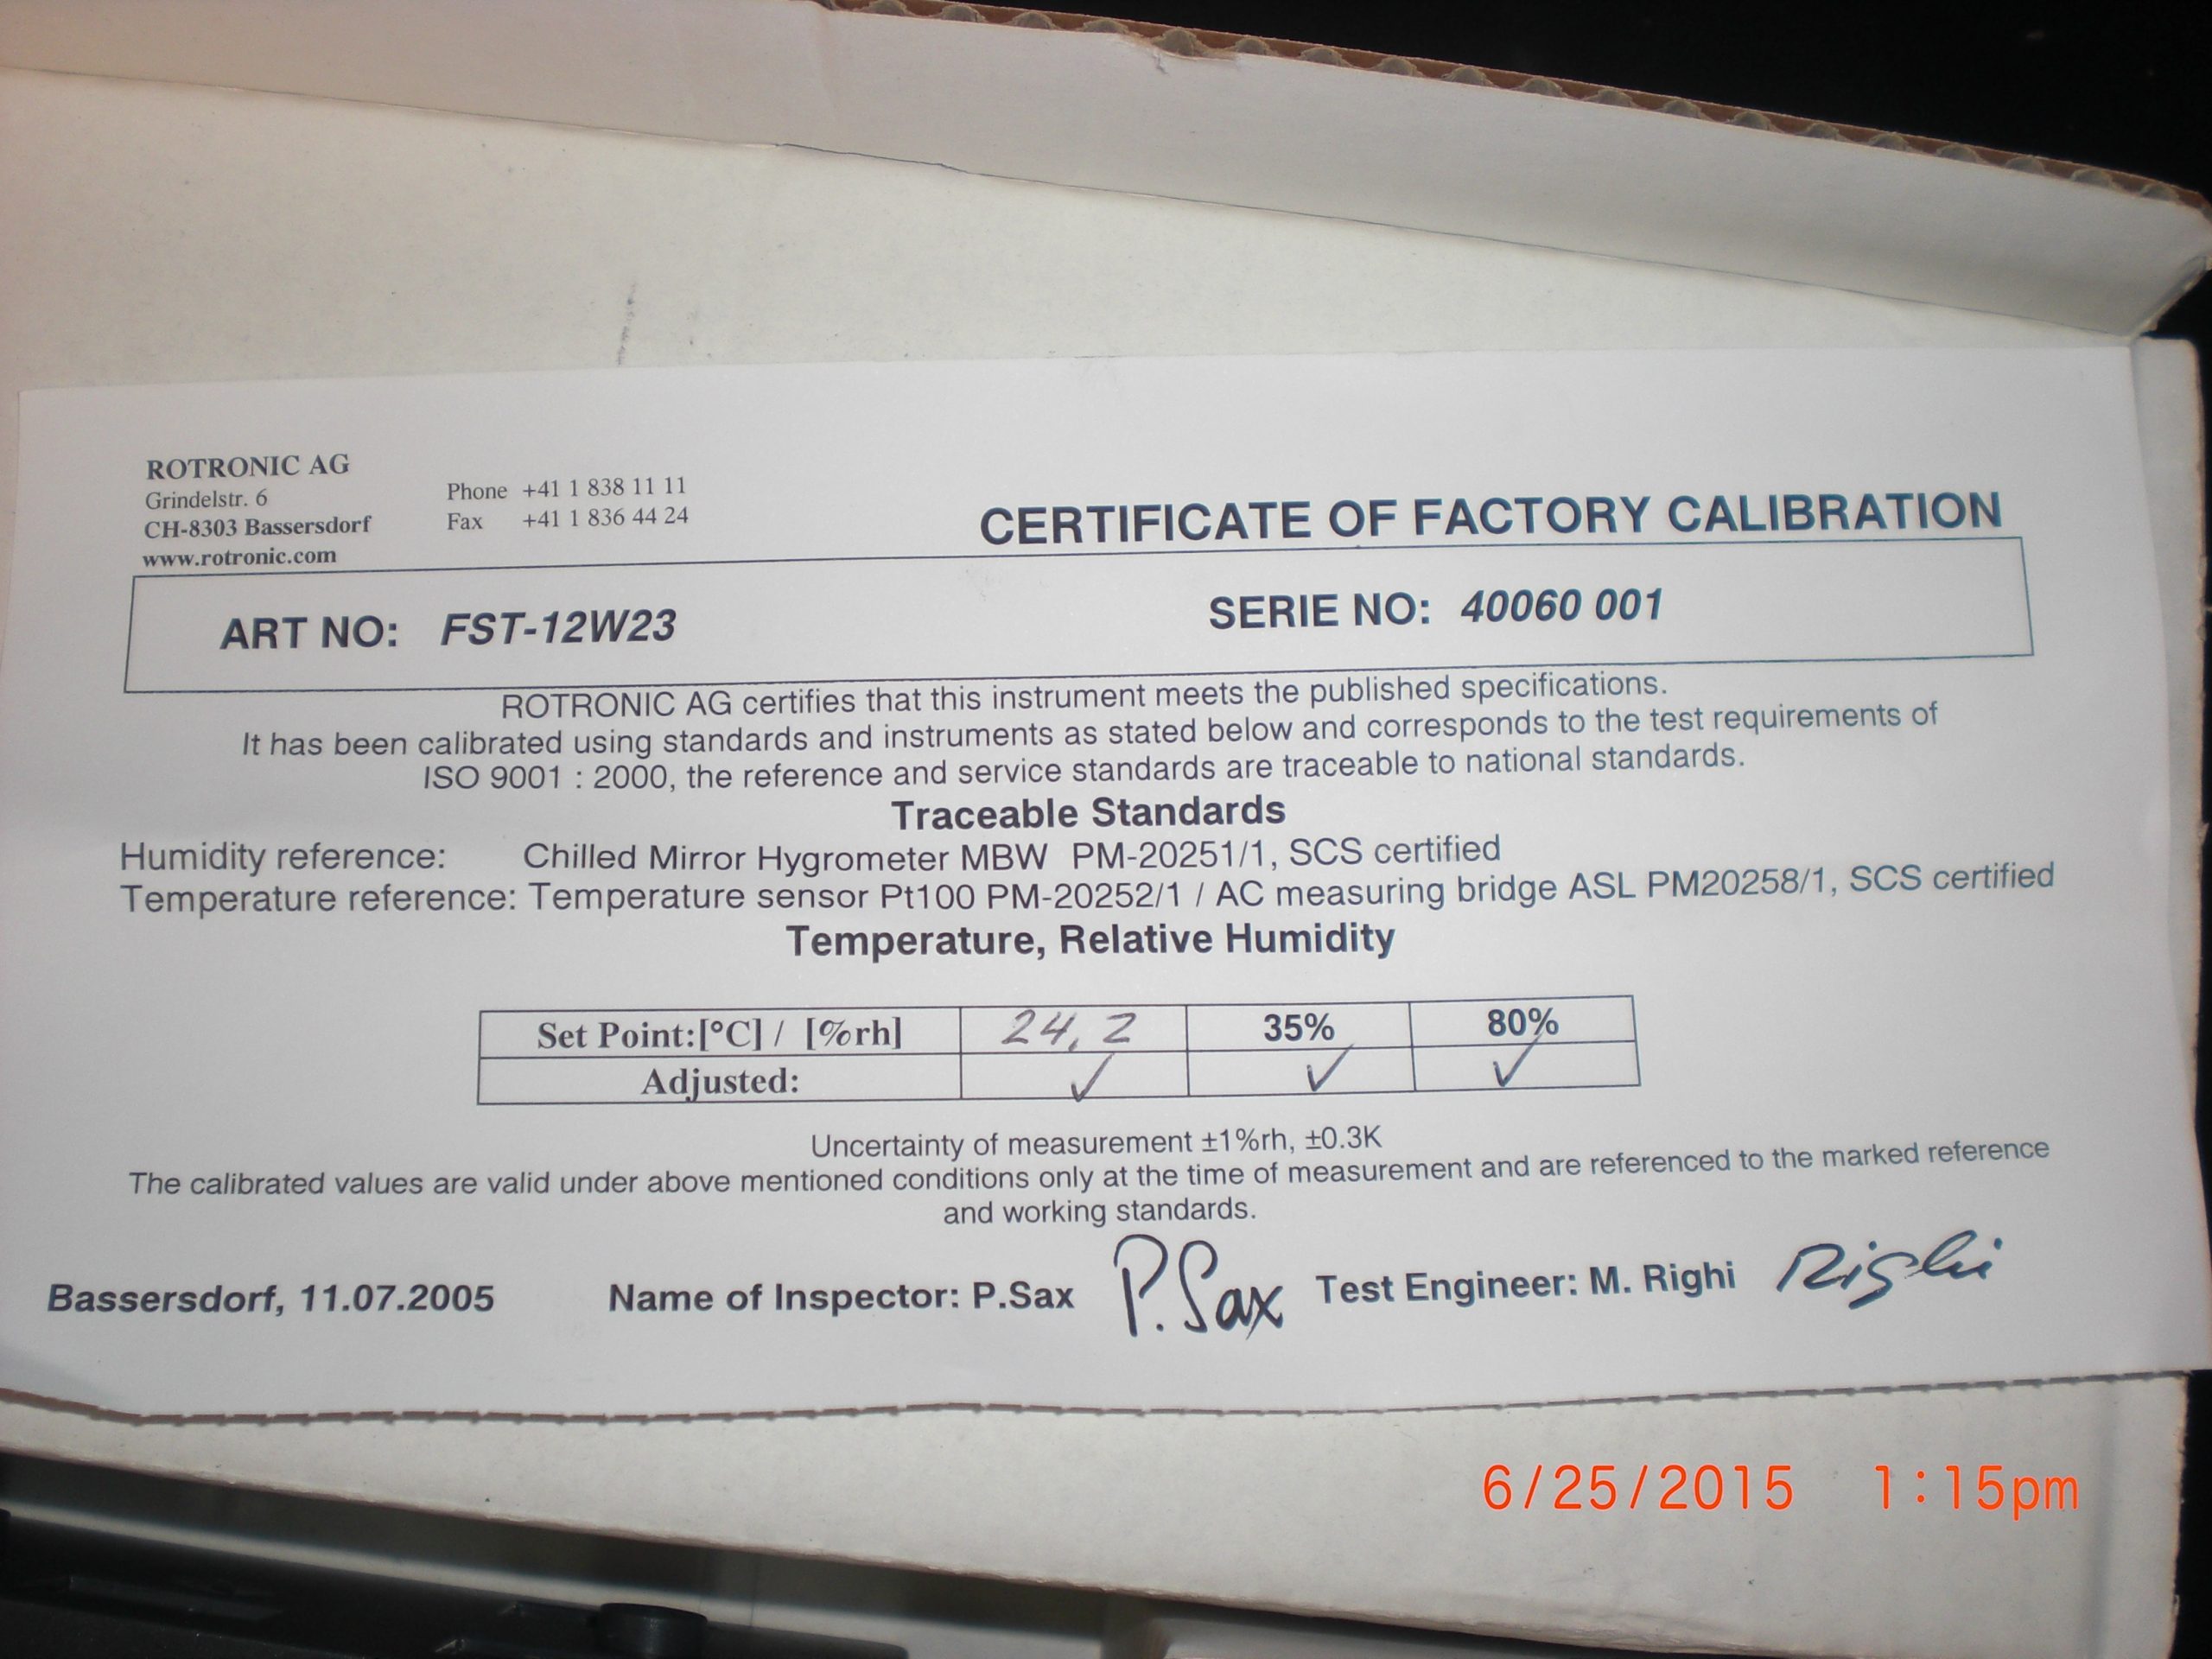 ROTRONIC AG
Grindelstr. 6
CH-8303 Bassersdorf
www.rotronic.com
Phone +41 1 838 11 11
Fax +41 1 836 44 24
CERTIFICATE OF FACTORY CALIBRATION
ART NO: FST-12W23 SERIE NO: 40060 001
ROTRONIC AG certifies that this instrument meets the published specifications.
It has been calibrated using standards and instruments as stated below and corresponds to the test requirements of
ISO 9001 : 2000, the reference and service standards are traceable to national standards.
Traceable Standards
Humidity reference: Chilled Mirror Hygrometer MBW PM-20251/1, SCS certified
Temperature reference: Temperature sensor Pt100 PM-20252/1 / AC measuring bridge ASL PM20258/1, SCS certified
Temperature, Relative Humidity
Set Point:[°C] / [%rh] 24,2 35% 80%
Adjusted: ✓ ✓ ✓
Uncertainty of measurement ±1%rh, ±0.3K
The calibrated values are valid under above mentioned conditions only at the time of measurement and are referenced to the marked reference
and working standards.
Bassersdorf, 11.07.2005 Name of Inspector: P.Sax P. Sax Test Engineer: M. Righi Righi
6/25/2015 1:15pm